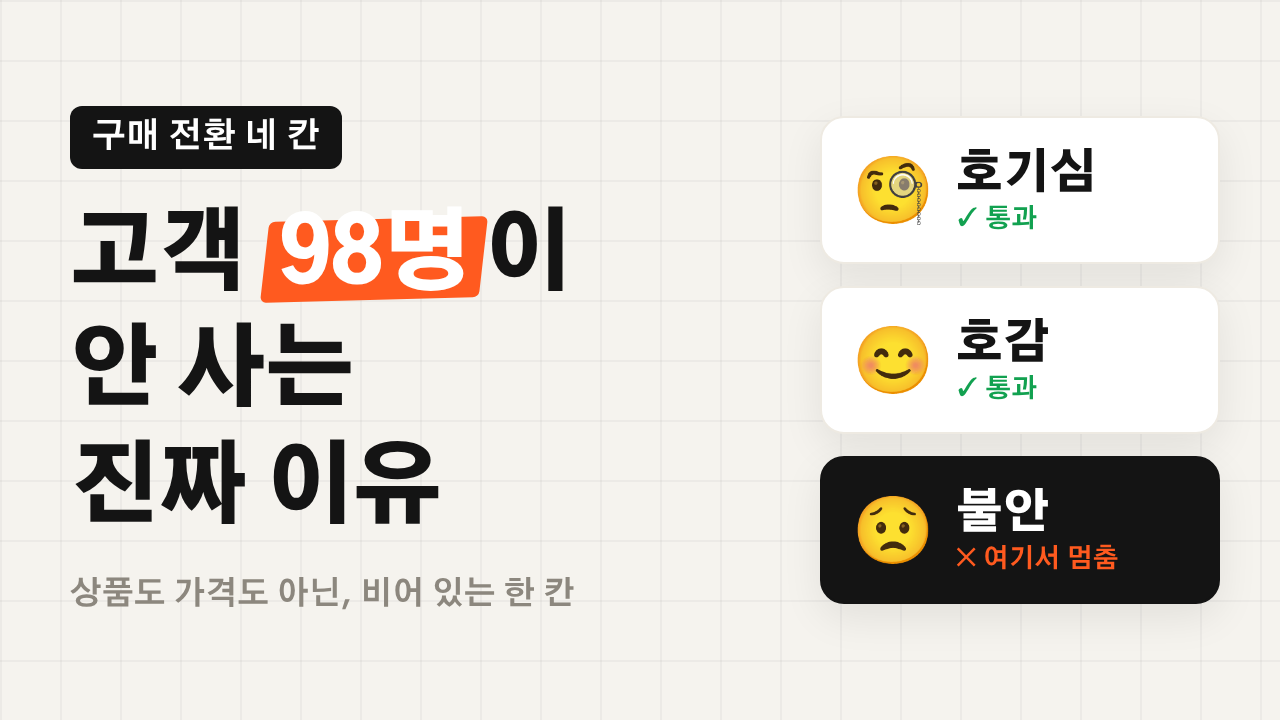 구매 전환 네 칸
고객 98명이
안 사는
진짜 이유
상품도 가격도 아닌, 비어 있는 한 칸
호기심
✓ 통과
호감
✓ 통과
불안
✕ 여기서 멈춤